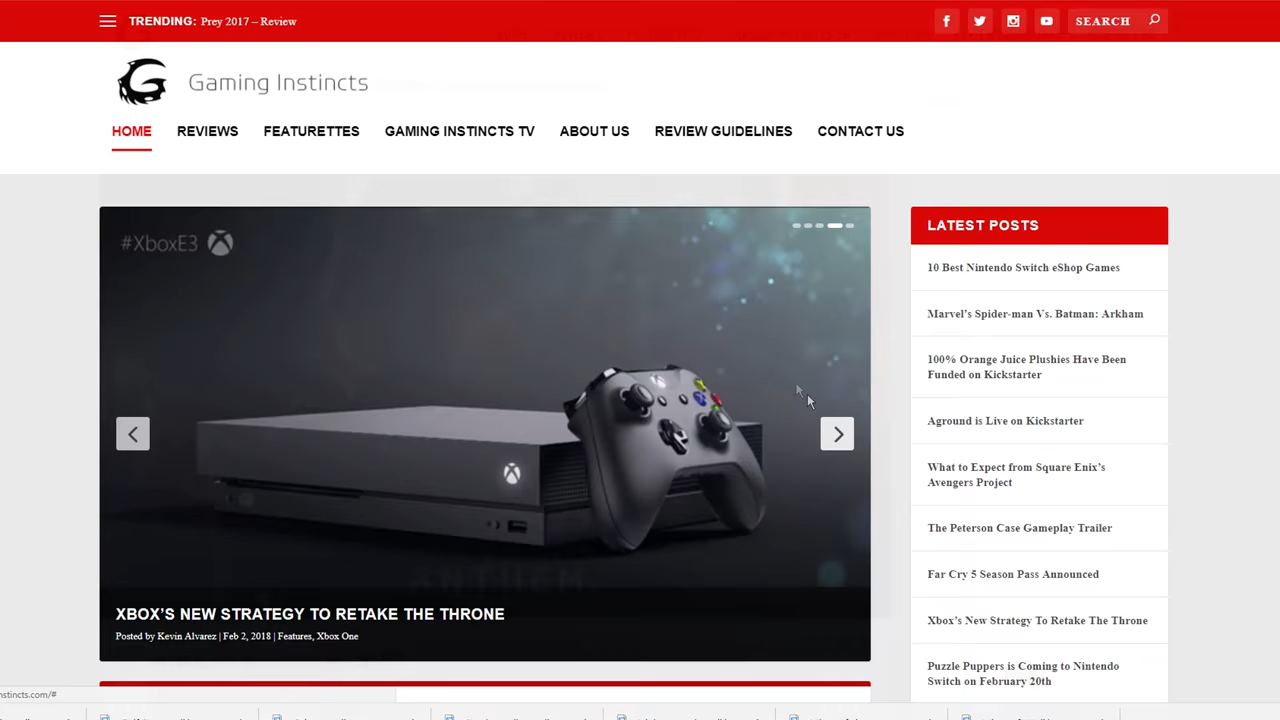 TRENDING: Prey 2017 – Review
SEARCH
Gaming Instincts
HOME REVIEWS FEATURETTES GAMING INSTINCTS TV ABOUT US REVIEW GUIDELINES CONTACT US
#XboxE3
XBOX’S NEW STRATEGY TO RETAKE THE THRONE
Posted by Kevin Alvarez | Feb 2, 2018 | Features, Xbox One
LATEST POSTS
10 Best Nintendo Switch eShop Games
Marvel’s Spider-man Vs. Batman: Arkham
100% Orange Juice Plushies Have Been
Funded on Kickstarter
Aground is Live on Kickstarter
What to Expect from Square Enix’s
Avengers Project
The Peterson Case Gameplay Trailer
Far Cry 5 Season Pass Announced
Xbox’s New Strategy To Retake The Throne
Puzzle Puppers is Coming to Nintendo
Switch on February 20th
nstincts.com/#